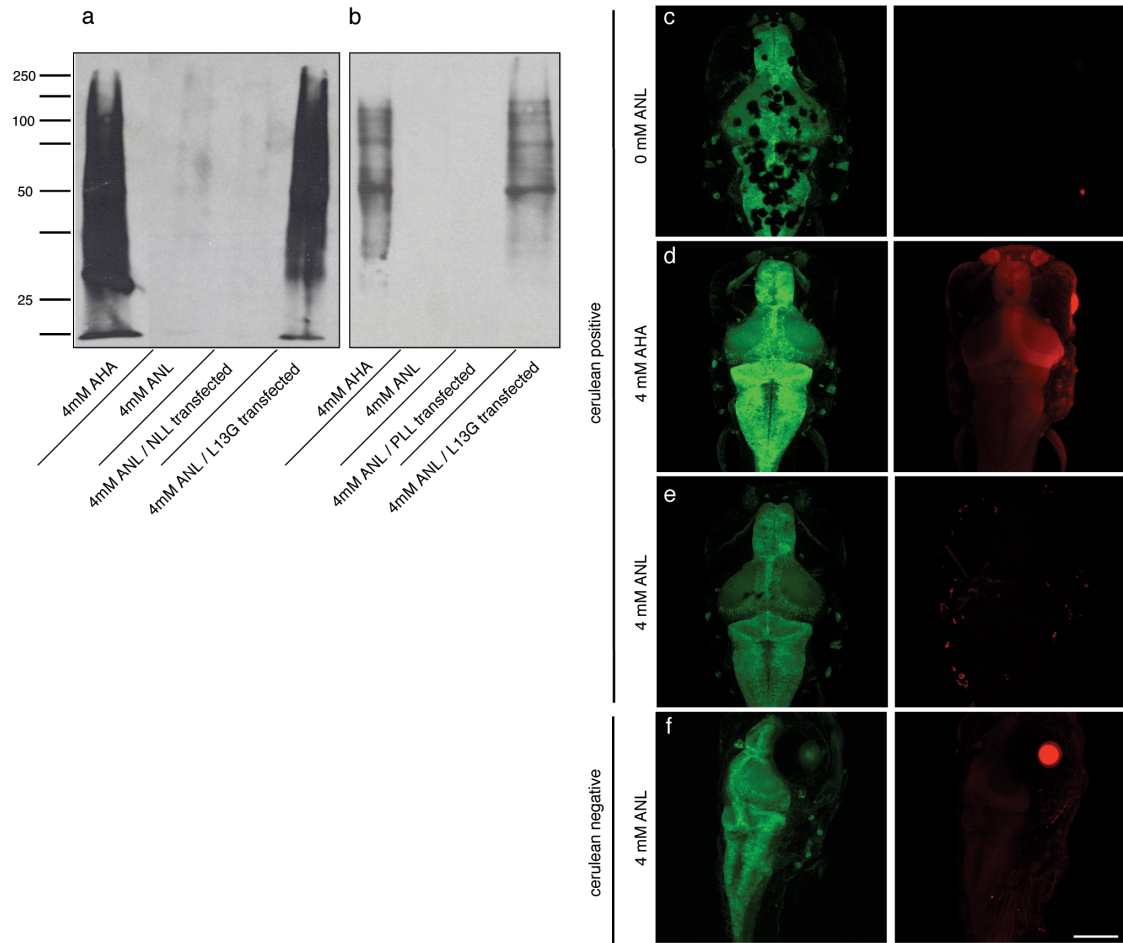 a
b
250
100
50
25
4mM AHA
4mM ANL
4mM ANL / NLL transfected
4mM ANL / L13G transfected
4mM AHA
4mM ANL
4mM ANL / PLL transfected
4mM ANL / L13G transfected
cerulean positive
c
0 mM ANL
d
4 mM AHA
e
4 mM ANL
cerulean negative
f
4 mM ANL